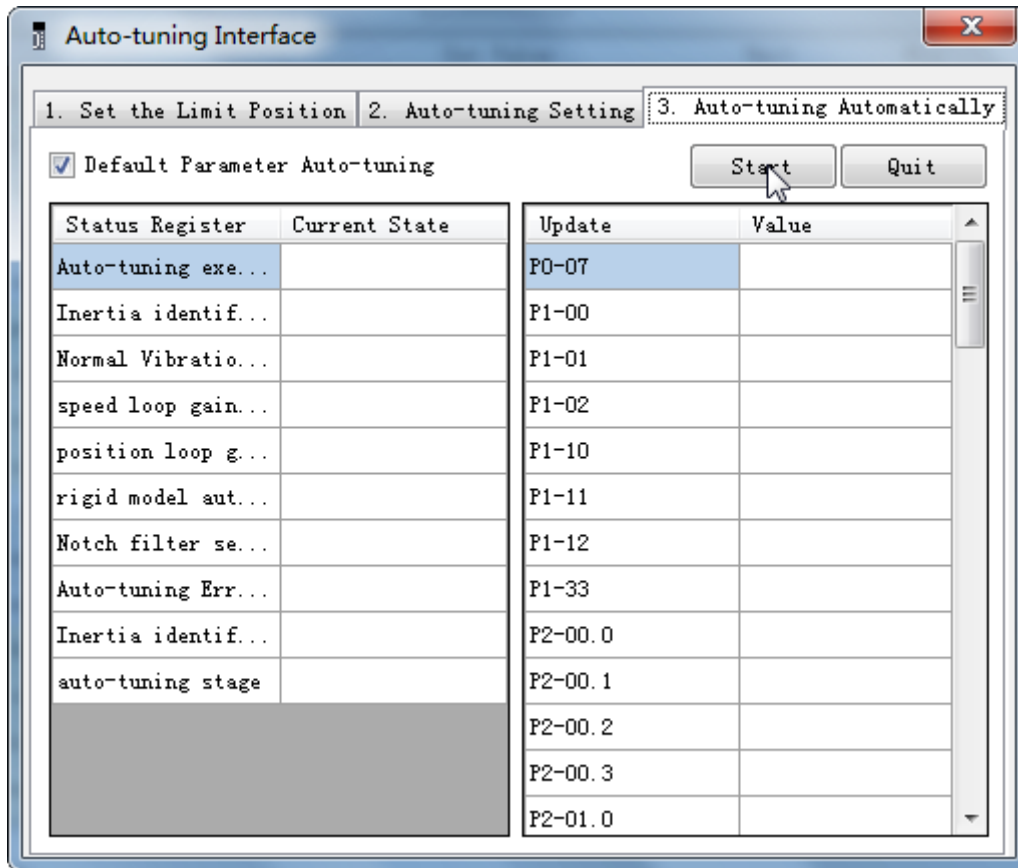 Auto-tuning Interface
1. Set the Limit Position 2. Auto-tuning Setting 3. Auto-tuning Automatically
Default Parameter Auto-tuning Start Quit
Status Register Current State
Auto-tuning exe...
Inertia identif...
Normal Vibratio...
speed loop gain...
position loop g...
rigid model aut...
Notch filter se...
Auto-tuning Err...
Inertia identif...
auto-tuning stage
Update Value
P0-07
P1-00
P1-01
P1-02
P1-10
P1-11
P1-12
P1-33
P2-00.0
P2-00.1
P2-00.2
P2-00.3
P2-01.0